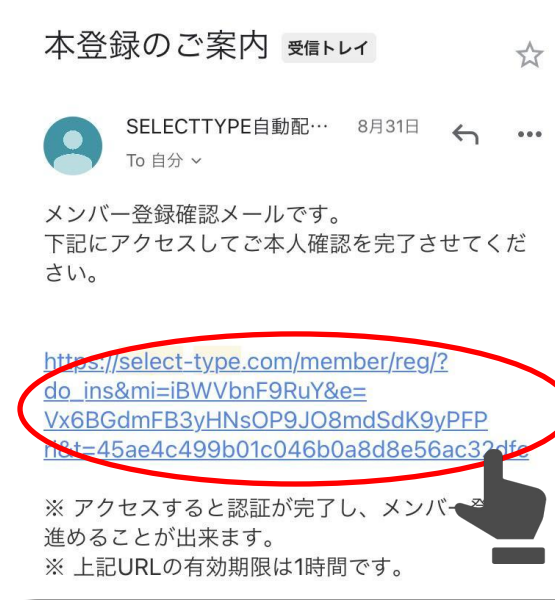 本登録のご案内 受信トレイ
SELECTTYPE自動配… 8月31日
To 自分
メンバー登録確認メールです。
下記にアクセスしてご本人確認を完了させてくだ
さい。
https://select-type.com/member/reg/?
do_ins&mi=iBWVbnF9RuY&e=
Vx6BGdmFB3yHNsOP9JO8mdSdK9yPFP
ri&t=45ae4c499b01c046b0a8d8e56ac32dfc
※ アクセスすると認証が完了し、メンバー
進めることが出来ます。
※ 上記URLの有効期限は1時間です。